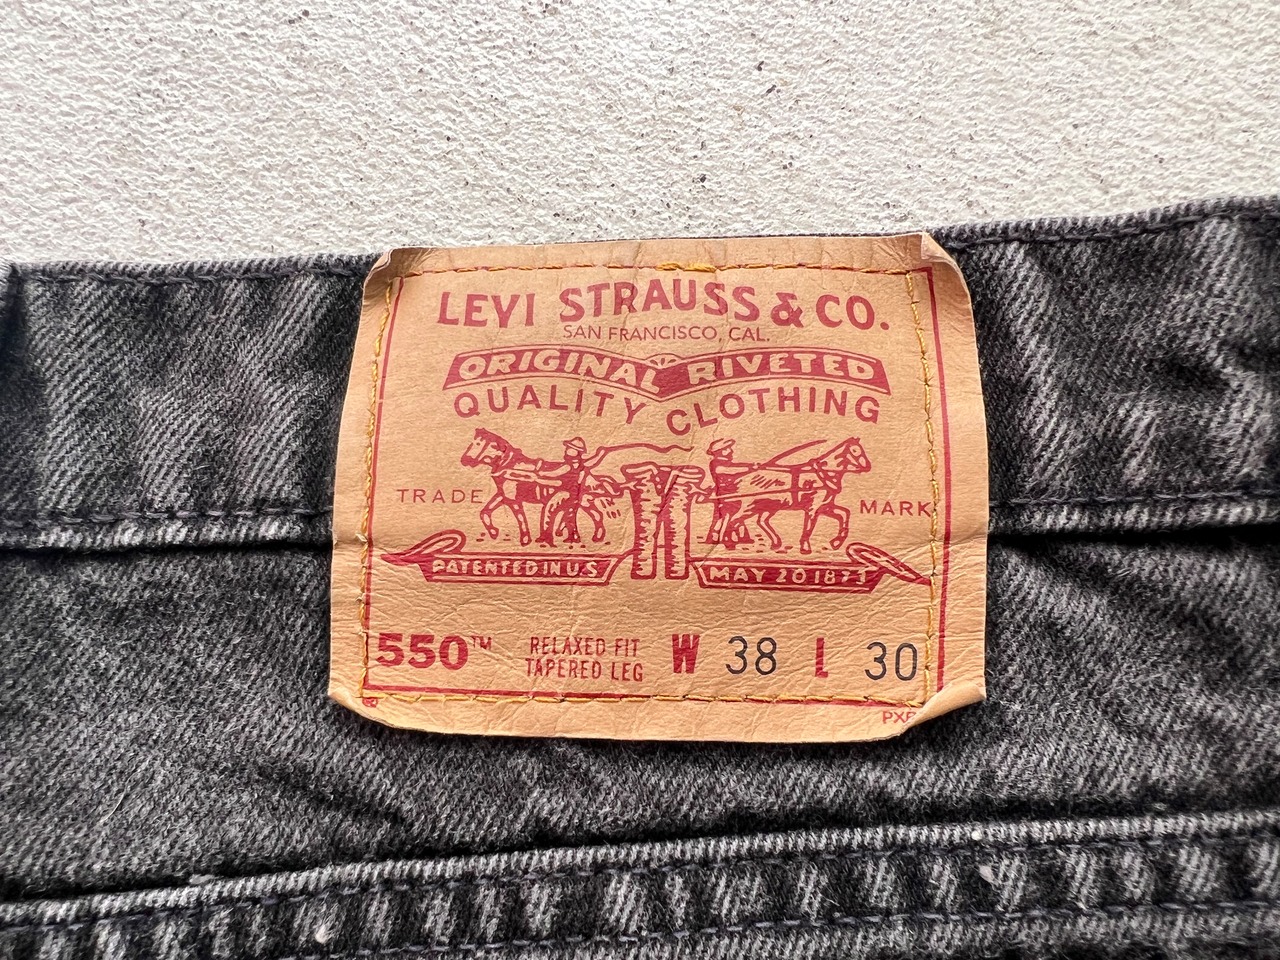 LEVI STRAUSS & CO.
SAN FRANCISCO, CAL.
ORIGINAL RIVETED
QUALITY CLOTHING
TRADE MARK
PATENTED IN U.S MAY 20 1873
550™ RELAXED FIT W 38 L 30
TAPERED LEG
®